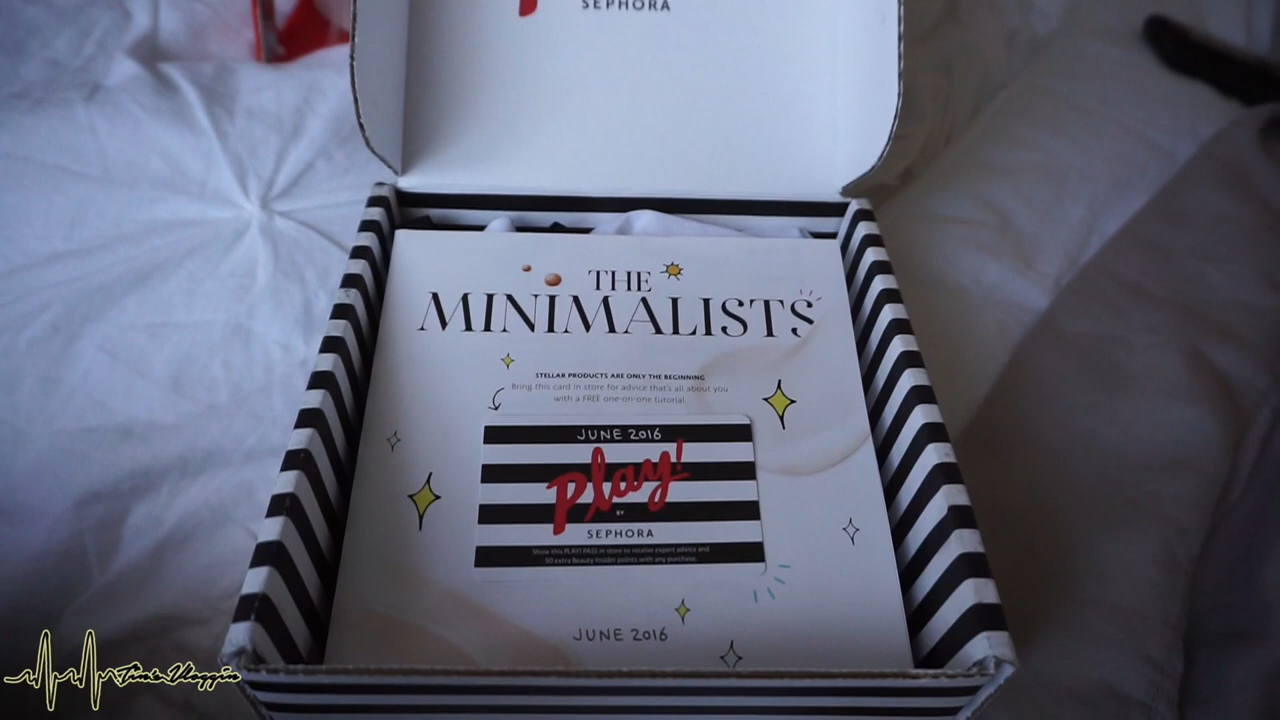 SEPHORA
THE
MINIMALISTS
STELLAR PRODUCTS ARE ONLY THE BEGINNING
Bring this card in store for advice that's all about you
with a FREE one-on-one tutorial.
JUNE 2016
Play!
BY
SEPHORA
Show this PLAY! PASS in store to receive expert advice and
50 extra Beauty Insider points with any purchase.
JUNE 2016